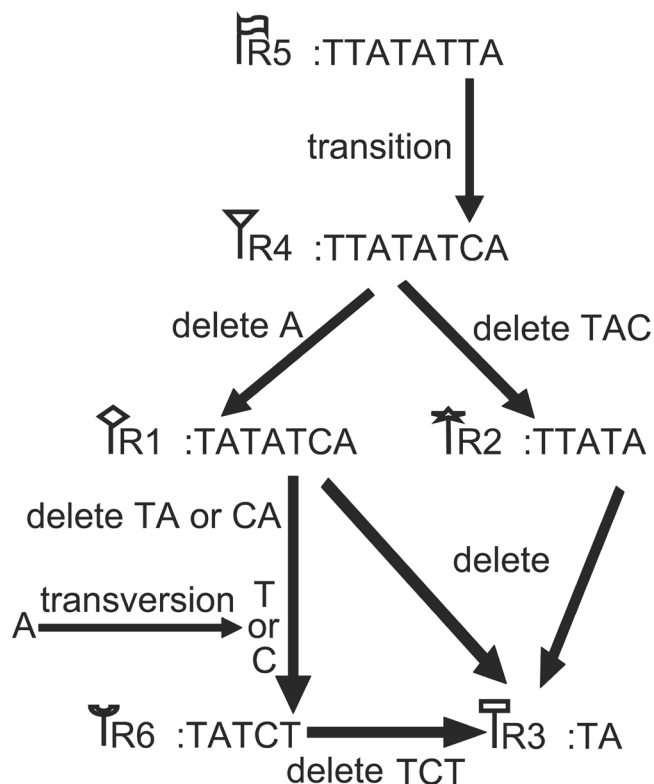 R5 :TTATATTA
transition
R4 :TTATATCA
delete A
delete TAC
R1 :TATATCA
R2 :TTATA
delete TA or CA
delete
A transversion T
or
C
R6 :TATCT
R3 :TA
delete TCT